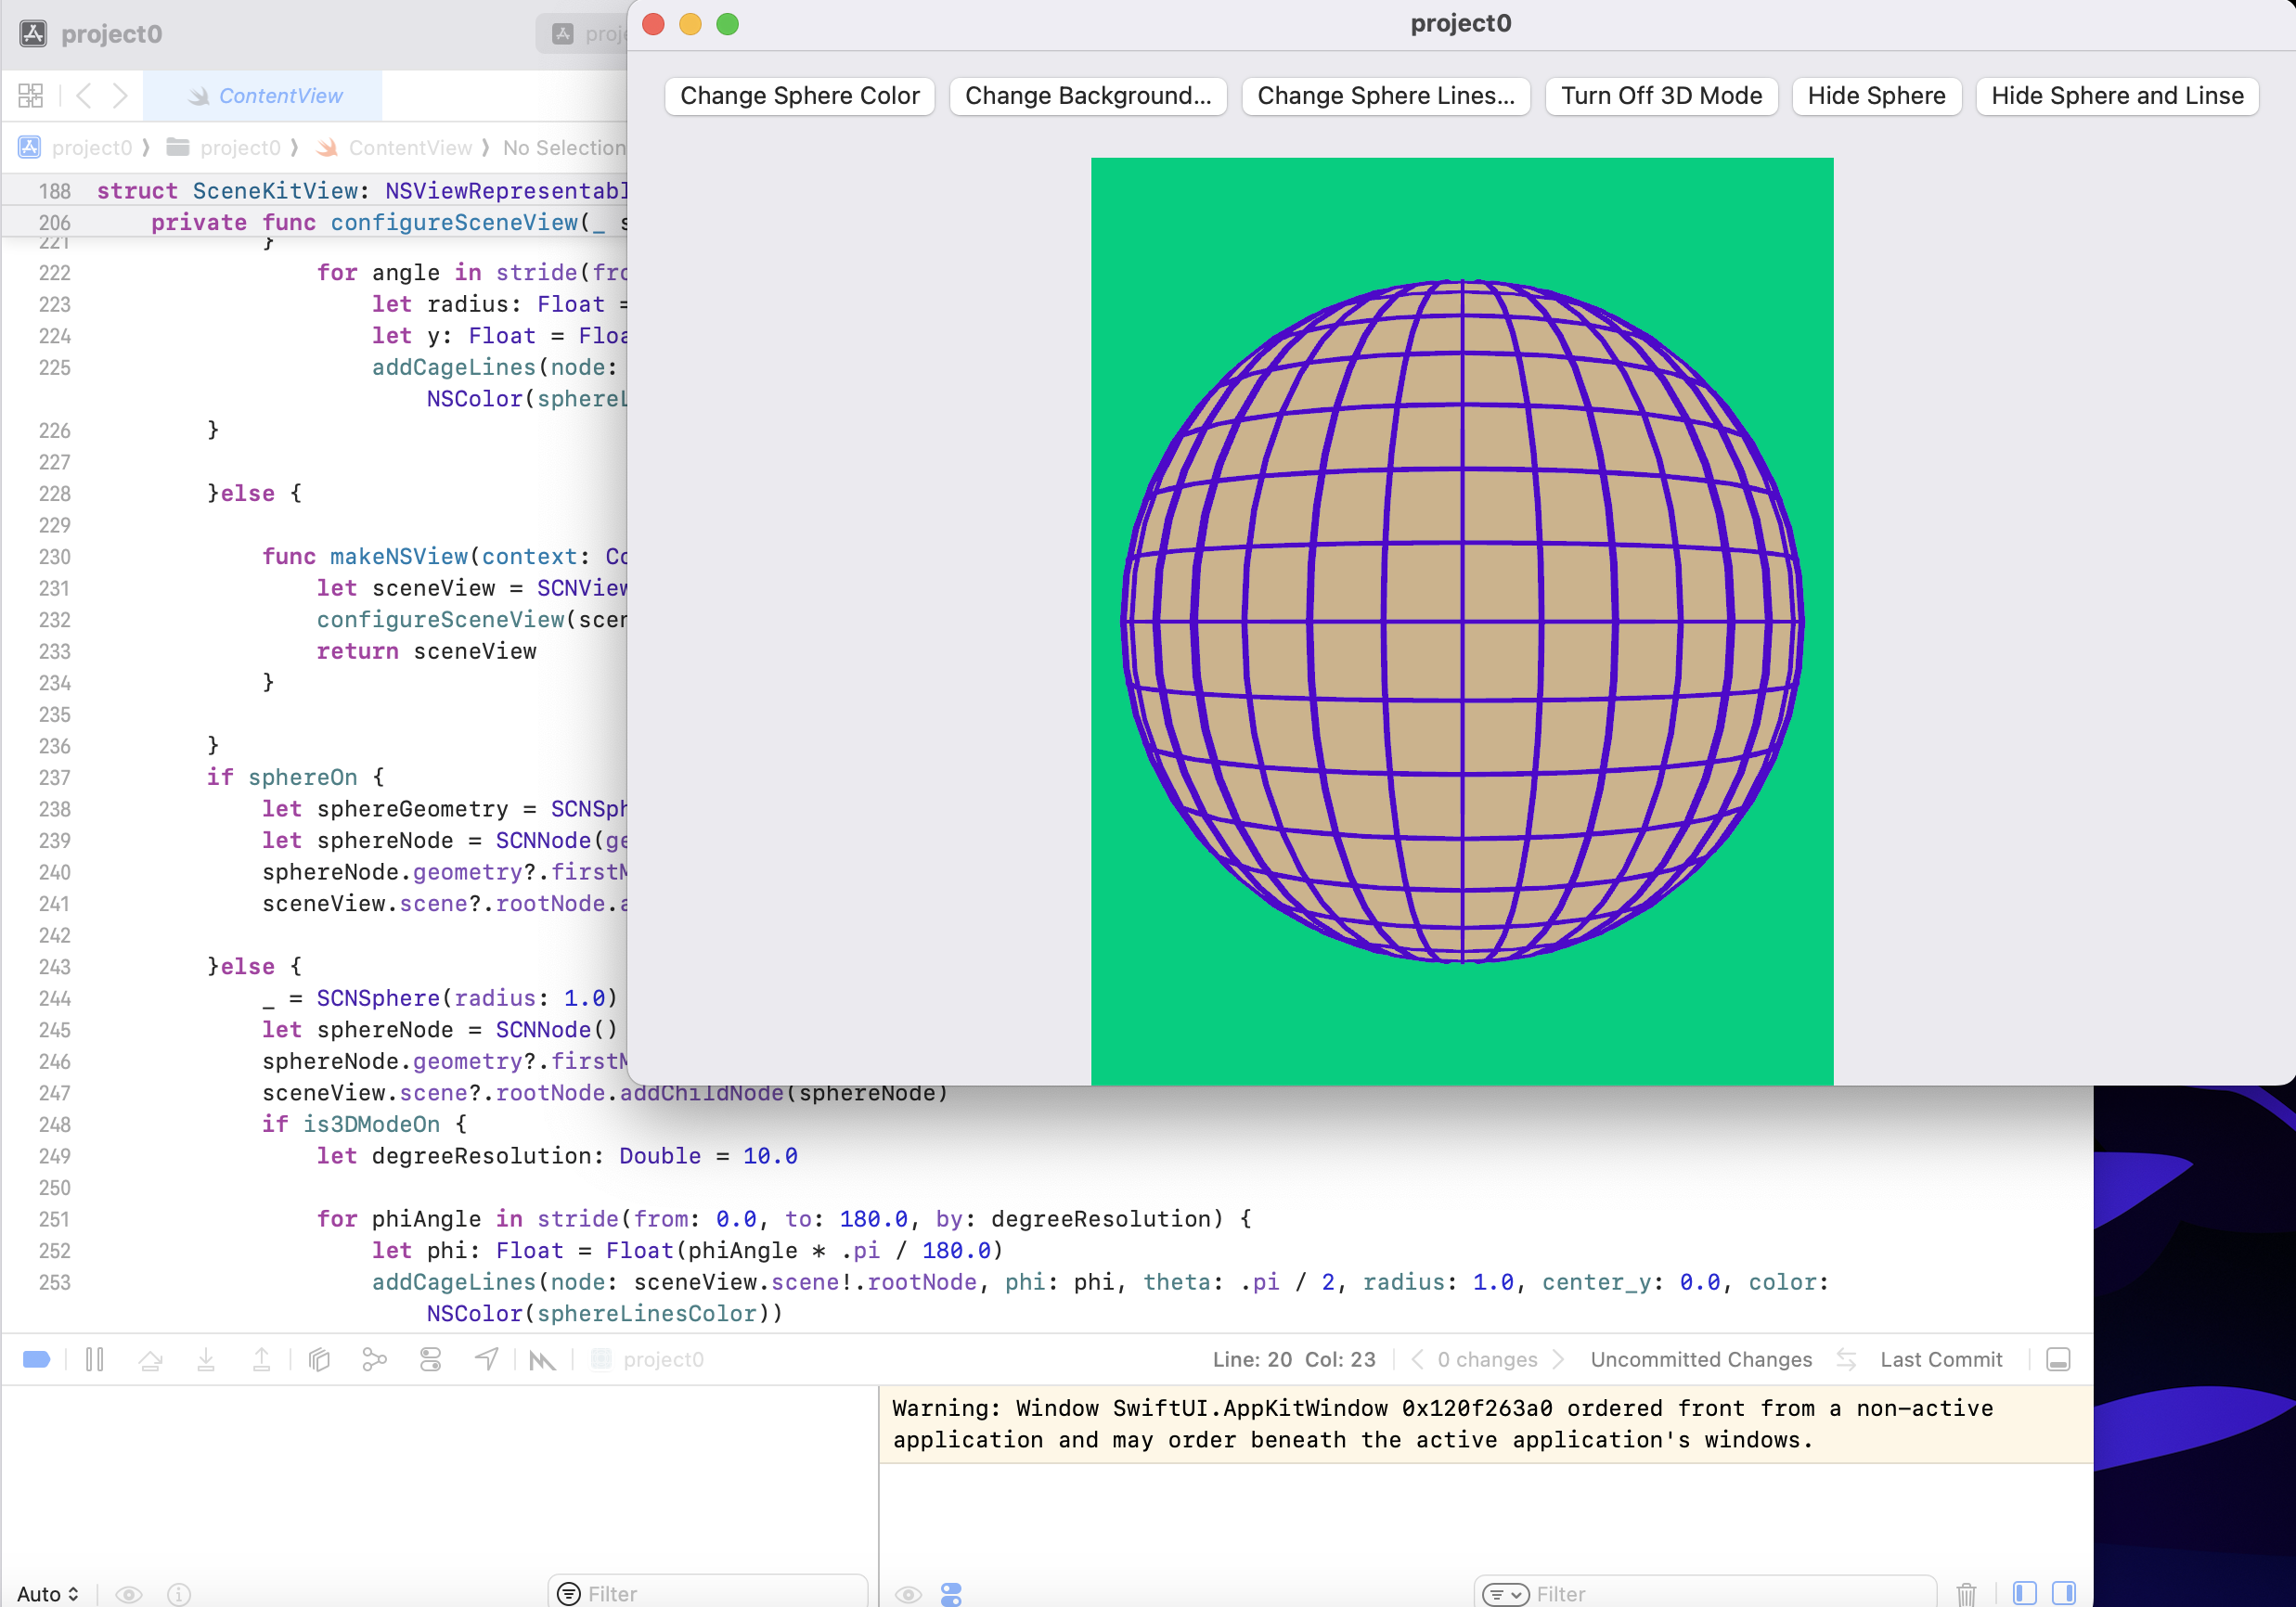 project0
proje
project0
ContentView
Change Sphere Color
Change Background...
Change Sphere Lines...
Turn Off 3D Mode
Hide Sphere
Hide Sphere and Linse
project0 ⟩ project0 ⟩ ContentView ⟩ No Selection
188 struct SceneKitView: NSViewRepresentabl
206 private func configureSceneView(_ s
221 }
222 for angle in stride(fro
223 let radius: Float =
224 let y: Float = Floa
225 addCageLines(node:
NSColor(sphereL
226 }
227
228 }else {
229
230 func makeNSView(context: Co
231 let sceneView = SCNView
232 configureSceneView(scen
233 return sceneView
234 }
235
236 }
237 if sphereOn {
238 let sphereGeometry = SCNSph
239 let sphereNode = SCNNode(ge
240 sphereNode.geometry?.firstM
241 sceneView.scene?.rootNode.a
242
243 }else {
244 _ = SCNSphere(radius: 1.0)
245 let sphereNode = SCNNode()
246 sphereNode.geometry?.firstM
247 sceneView.scene?.rootNode.addChildNode(sphereNode)
248 if is3DModeOn {
249 let degreeResolution: Double = 10.0
250
251 for phiAngle in stride(from: 0.0, to: 180.0, by: degreeResolution) {
252 let phi: Float = Float(phiAngle * .pi / 180.0)
253 addCageLines(node: sceneView.scene!.rootNode, phi: phi, theta: .pi / 2, radius: 1.0, center_y: 0.0, color:
NSColor(sphereLinesColor))
project0
Line: 20 Col: 23
0 changes
Uncommitted Changes
Last Commit
Warning: Window SwiftUI.AppKitWindow 0x120f263a0 ordered front from a non-active
application and may order beneath the active application's windows.
Auto
Filter
Filter